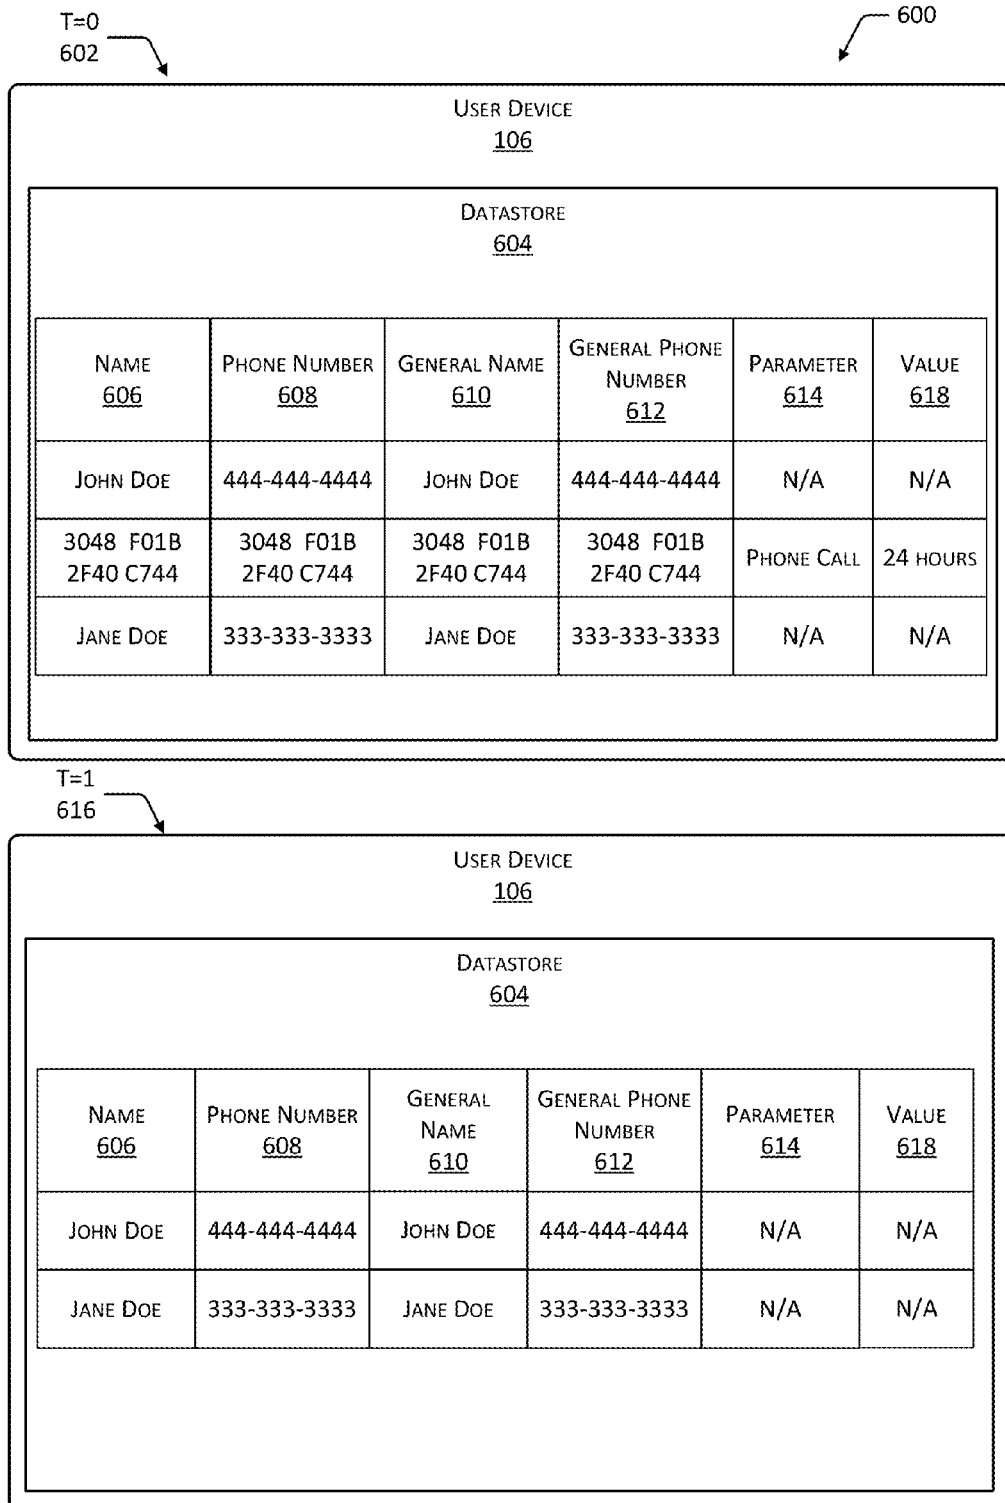 T=0
602
600
User Device
106
Datastore
604
Name
606
Phone Number
608
General Name
610
General Phone
Number
612
Parameter
614
Value
618
John Doe
444-444-4444
John Doe
444-444-4444
N/A
N/A
3048 F01B
2F40 C744
3048 F01B
2F40 C744
3048 F01B
2F40 C744
3048 F01B
2F40 C744
Phone Call
24 hours
Jane Doe
333-333-3333
Jane Doe
333-333-3333
N/A
N/A
T=1
616
User Device
106
Datastore
604
Name
606
Phone Number
608
General
Name
610
General Phone
Number
612
Parameter
614
Value
618
John Doe
444-444-4444
John Doe
444-444-4444
N/A
N/A
Jane Doe
333-333-3333
Jane Doe
333-333-3333
N/A
N/A